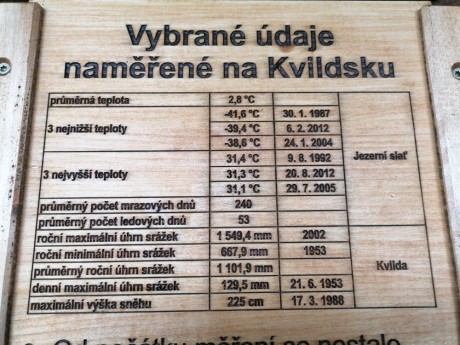 Vybrané údaje
naměřené na Kvildsku
průměrná teplota 2,8 °C
-41,6 °C 30. 1. 1987
3 nejnižší teploty -39,4 °C 6. 2. 2012
-38,6 °C 24. 1. 2004
Jezerní slať
31,4 °C 9. 8. 1992
3 nejvyšší teploty 31,3 °C 20. 8. 2012
31,1 °C 29. 7. 2005
průměrný počet mrazových dnů 240
průměrný počet ledových dnů 53
roční maximální úhrn srážek 1 549,4 mm 2002
roční minimální úhrn srážek 667,9 mm 1953
Kvilda
průměrný roční úhrn srážek 1 101,9 mm
denní maximální úhrn srážek 129,5 mm 21. 6. 1953
maximální výška sněhu 225 cm 17. 3. 1988
Od počátku měření se nestalo